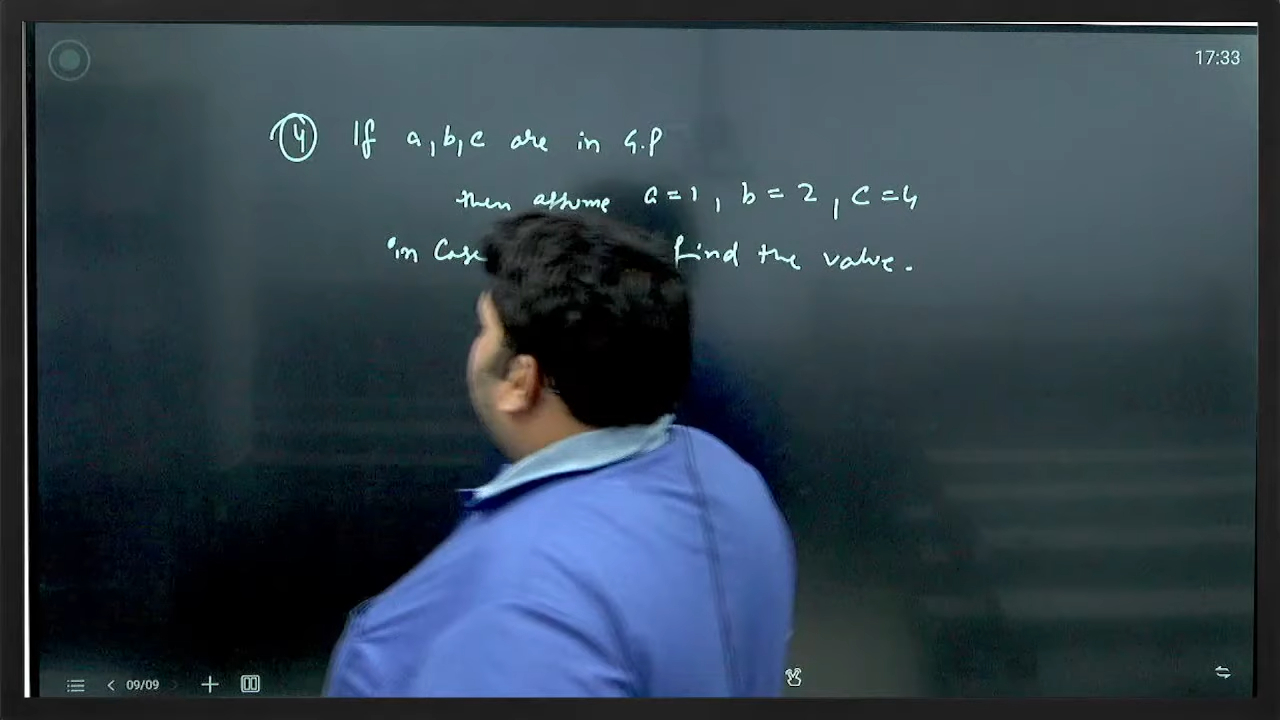 17:33
④ If a, b, c are in G.P
then assume a = 1, b = 2, c = 4
in Case find the value.
09/09